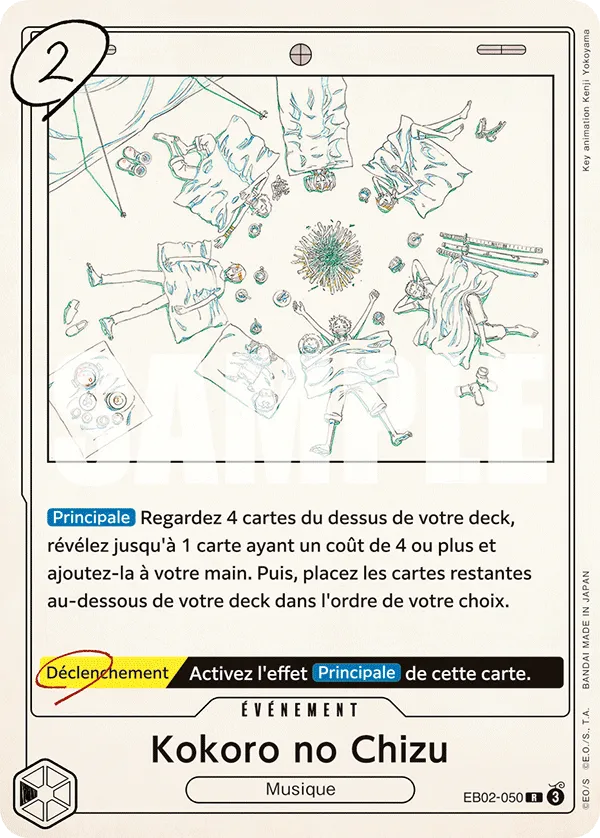 2
Key animation Kenji Yokoyama
SAMPLE
Principale Regardez 4 cartes du dessus de votre deck,
révélez jusqu'à 1 carte ayant un coût de 4 ou plus et
ajoutez-la à votre main. Puis, placez les cartes restantes
au-dessous de votre deck dans l'ordre de votre choix.
Déclenchement Activez l'effet Principale de cette carte.
ÉVÉNEMENT
Kokoro no Chizu
Musique
EB02-050 R 3
©E.O/S ©E.O./S., T.A. BANDAI MADE IN JAPAN